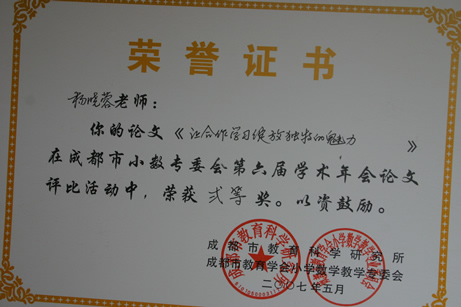 荣誉证书
杨晓蓉老师：
你的论文《让合作学习绽放独特的魅力》
在成都市小数专委会第六届学术年会论文
评比活动中，荣获 弍等 奖。以资鼓励。
成都市教育科学研究所
成都市教育学会小学数学教学专委会
二〇〇七年五月